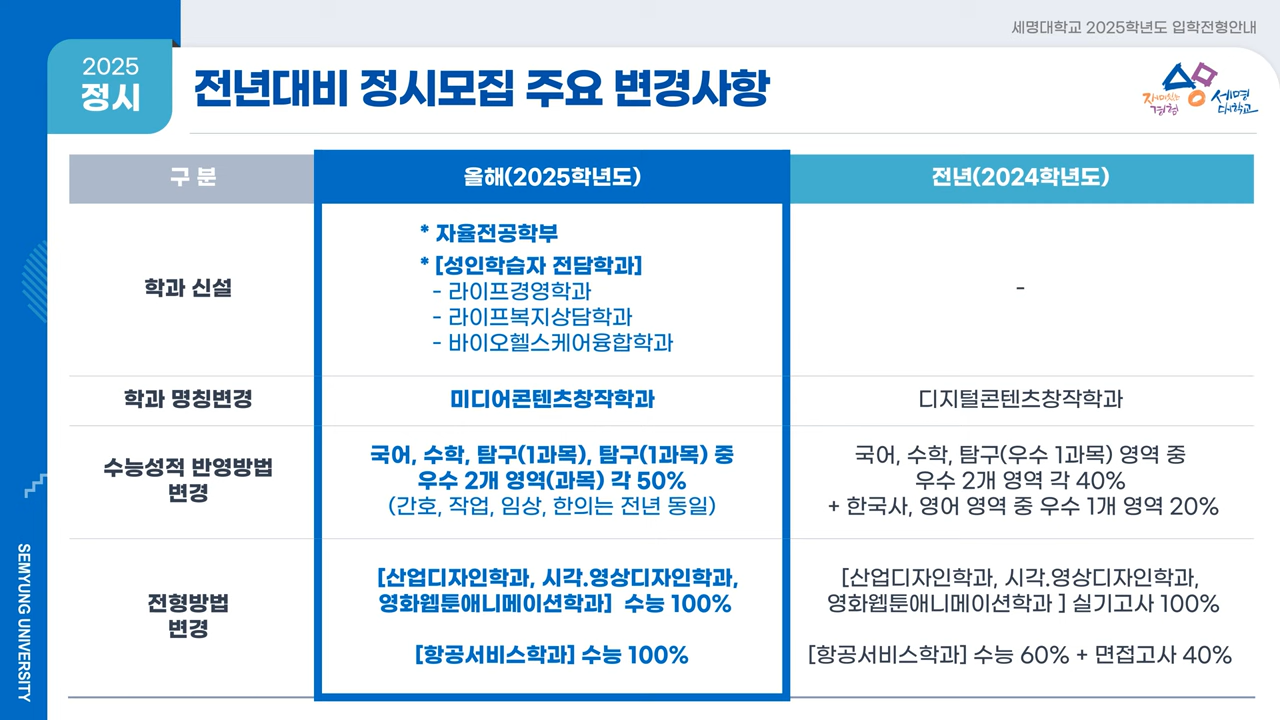 세명대학교 2025학년도 입학전형안내
2025
정시
전년대비 정시모집 주요 변경사항
재미있는
경험
세명
대학교
구 분
올해(2025학년도)
전년(2024학년도)
학과 신설
* 자율전공학부
* [성인학습자 전담학과]
- 라이프경영학과
- 라이프복지상담학과
- 바이오헬스케어융합학과
-
학과 명칭변경
미디어콘텐츠창작학과
디지털콘텐츠창작학과
수능성적 반영방법
변경
국어, 수학, 탐구(1과목), 탐구(1과목) 중
우수 2개 영역(과목) 각 50%
(간호, 작업, 임상, 한의는 전년 동일)
국어, 수학, 탐구(우수 1과목) 영역 중
우수 2개 영역 각 40%
+ 한국사, 영어 영역 중 우수 1개 영역 20%
전형방법
변경
[산업디자인학과, 시각.영상디자인학과,
영화웹툰애니메이션학과] 수능 100%
[항공서비스학과] 수능 100%
[산업디자인학과, 시각.영상디자인학과,
영화웹툰애니메이션학과 ] 실기고사 100%
[항공서비스학과] 수능 60% + 면접고사 40%
SEMYUNG UNIVERSITY